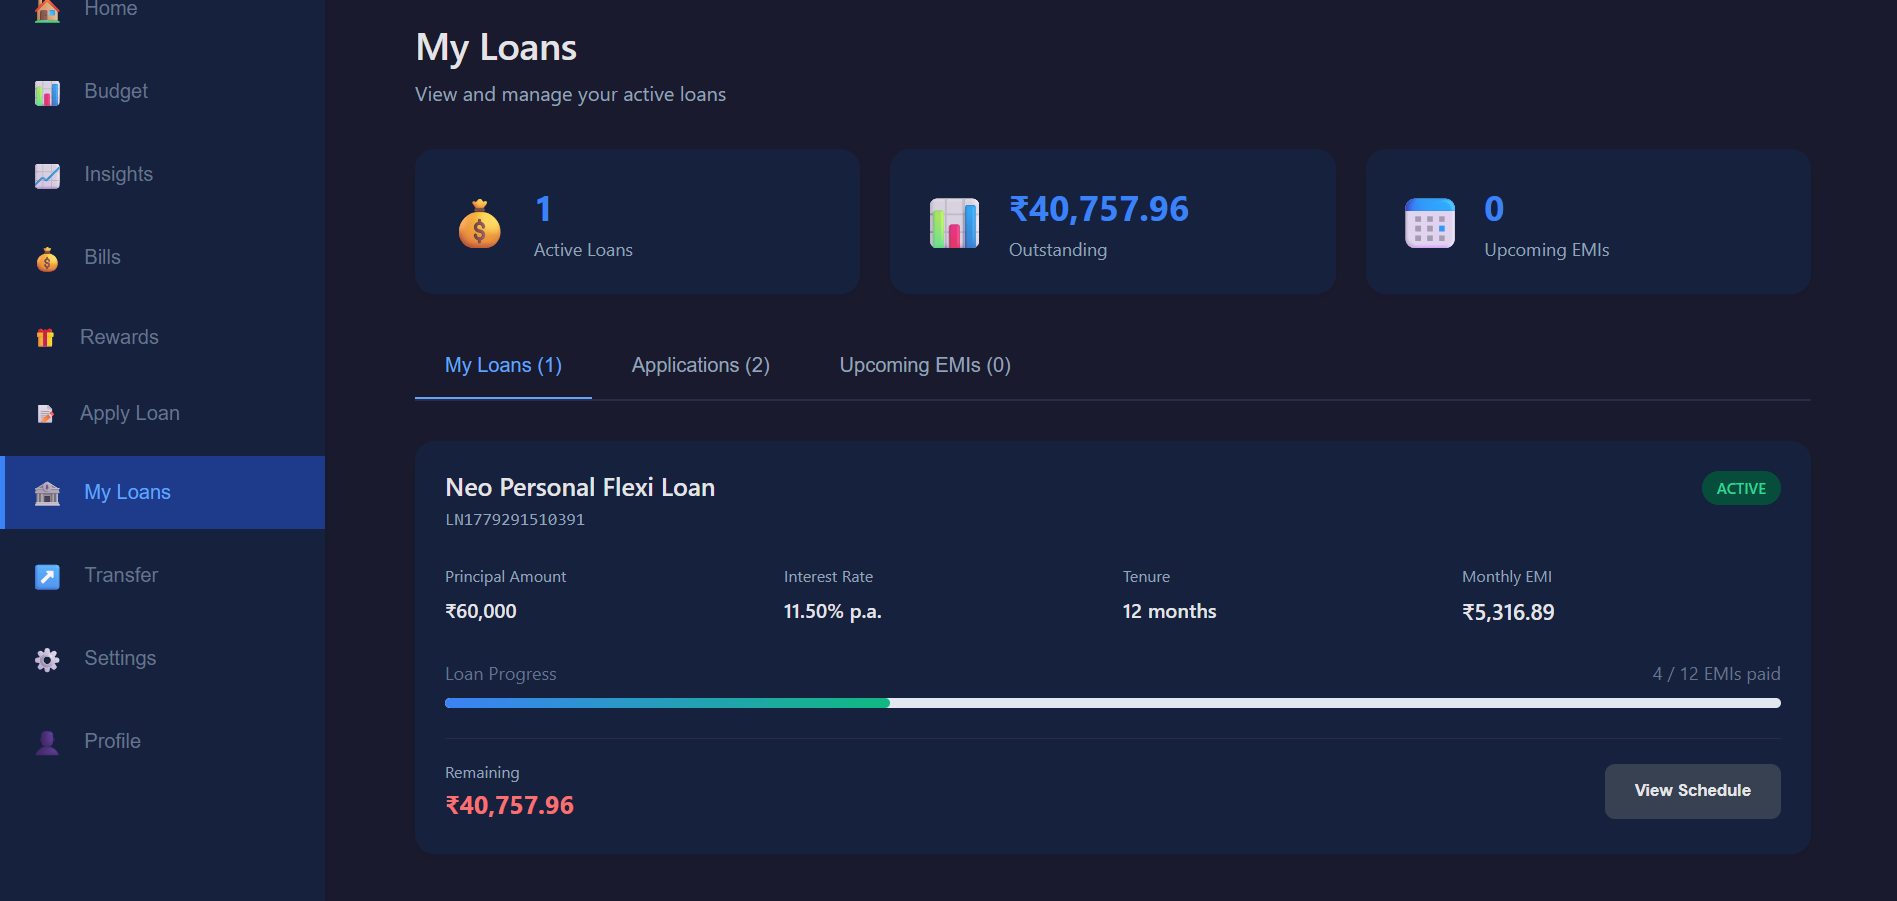 Home
Budget
Insights
Bills
Rewards
Apply Loan
My Loans
Transfer
Settings
Profile
My Loans
View and manage your active loans
1
Active Loans
₹40,757.96
Outstanding
0
Upcoming EMIs
My Loans (1)
Applications (2)
Upcoming EMIs (0)
Neo Personal Flexi Loan
ACTIVE
LN1779291510391
Principal Amount
₹60,000
Interest Rate
11.50% p.a.
Tenure
12 months
Monthly EMI
₹5,316.89
Loan Progress
4 / 12 EMIs paid
Remaining
₹40,757.96
View Schedule